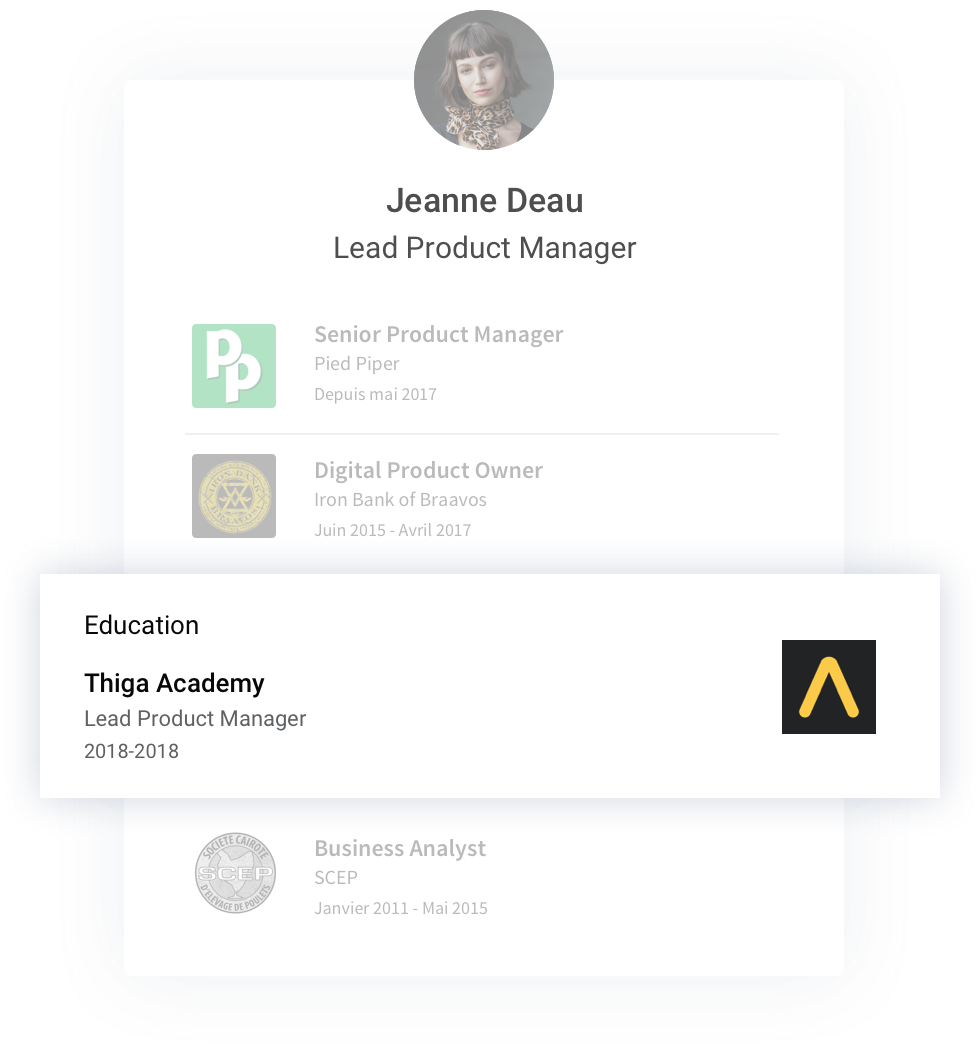 Jeanne Deau
Lead Product Manager
PP
Senior Product Manager
Pied Piper
Depuis mai 2017
IRON BANK
BRAAVOS
Digital Product Owner
Iron Bank of Braavos
Juin 2015 - Avril 2017
Education
Thiga Academy
Lead Product Manager
2018-2018
SOCIETE CAIROTE
SCEP
D'ELEVAGE DE POULETS
Business Analyst
SCEP
Janvier 2011 - Mai 2015